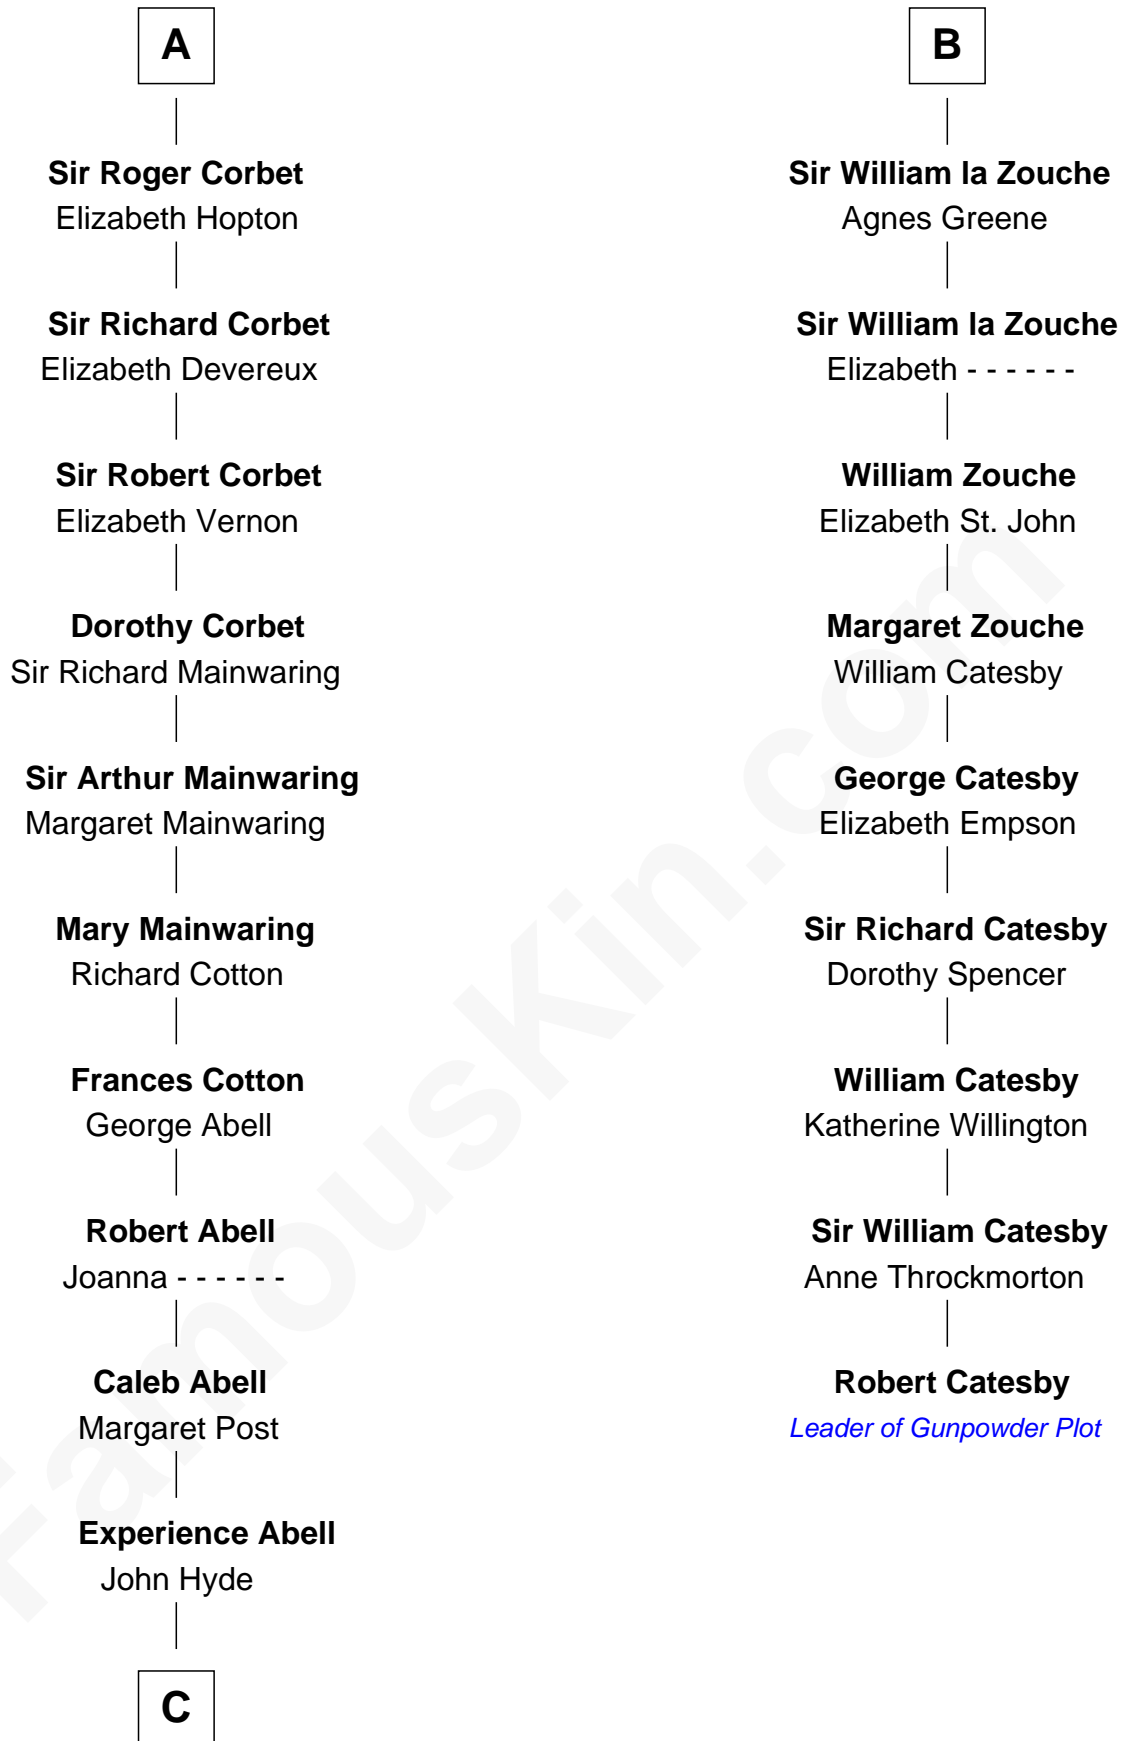 A
Sir Roger Corbet
Elizabeth Hopton
Sir Richard Corbet
Elizabeth Devereux
Sir Robert Corbet
Elizabeth Vernon
Dorothy Corbet
Sir Richard Mainwaring
Sir Arthur Mainwaring
Margaret Mainwaring
Mary Mainwaring
Richard Cotton
Frances Cotton
George Abell
Robert Abell
Joanna - - - - - -
Caleb Abell
Margaret Post
Experience Abell
John Hyde
C
B
Sir William la Zouche
Agnes Greene
Sir William la Zouche
Elizabeth - - - - - -
William Zouche
Elizabeth St. John
Margaret Zouche
William Catesby
George Catesby
Elizabeth Empson
Sir Richard Catesby
Dorothy Spencer
William Catesby
Katherine Willington
Sir William Catesby
Anne Throckmorton
Robert Catesby
Leader of Gunpowder Plot
FamousKin.com